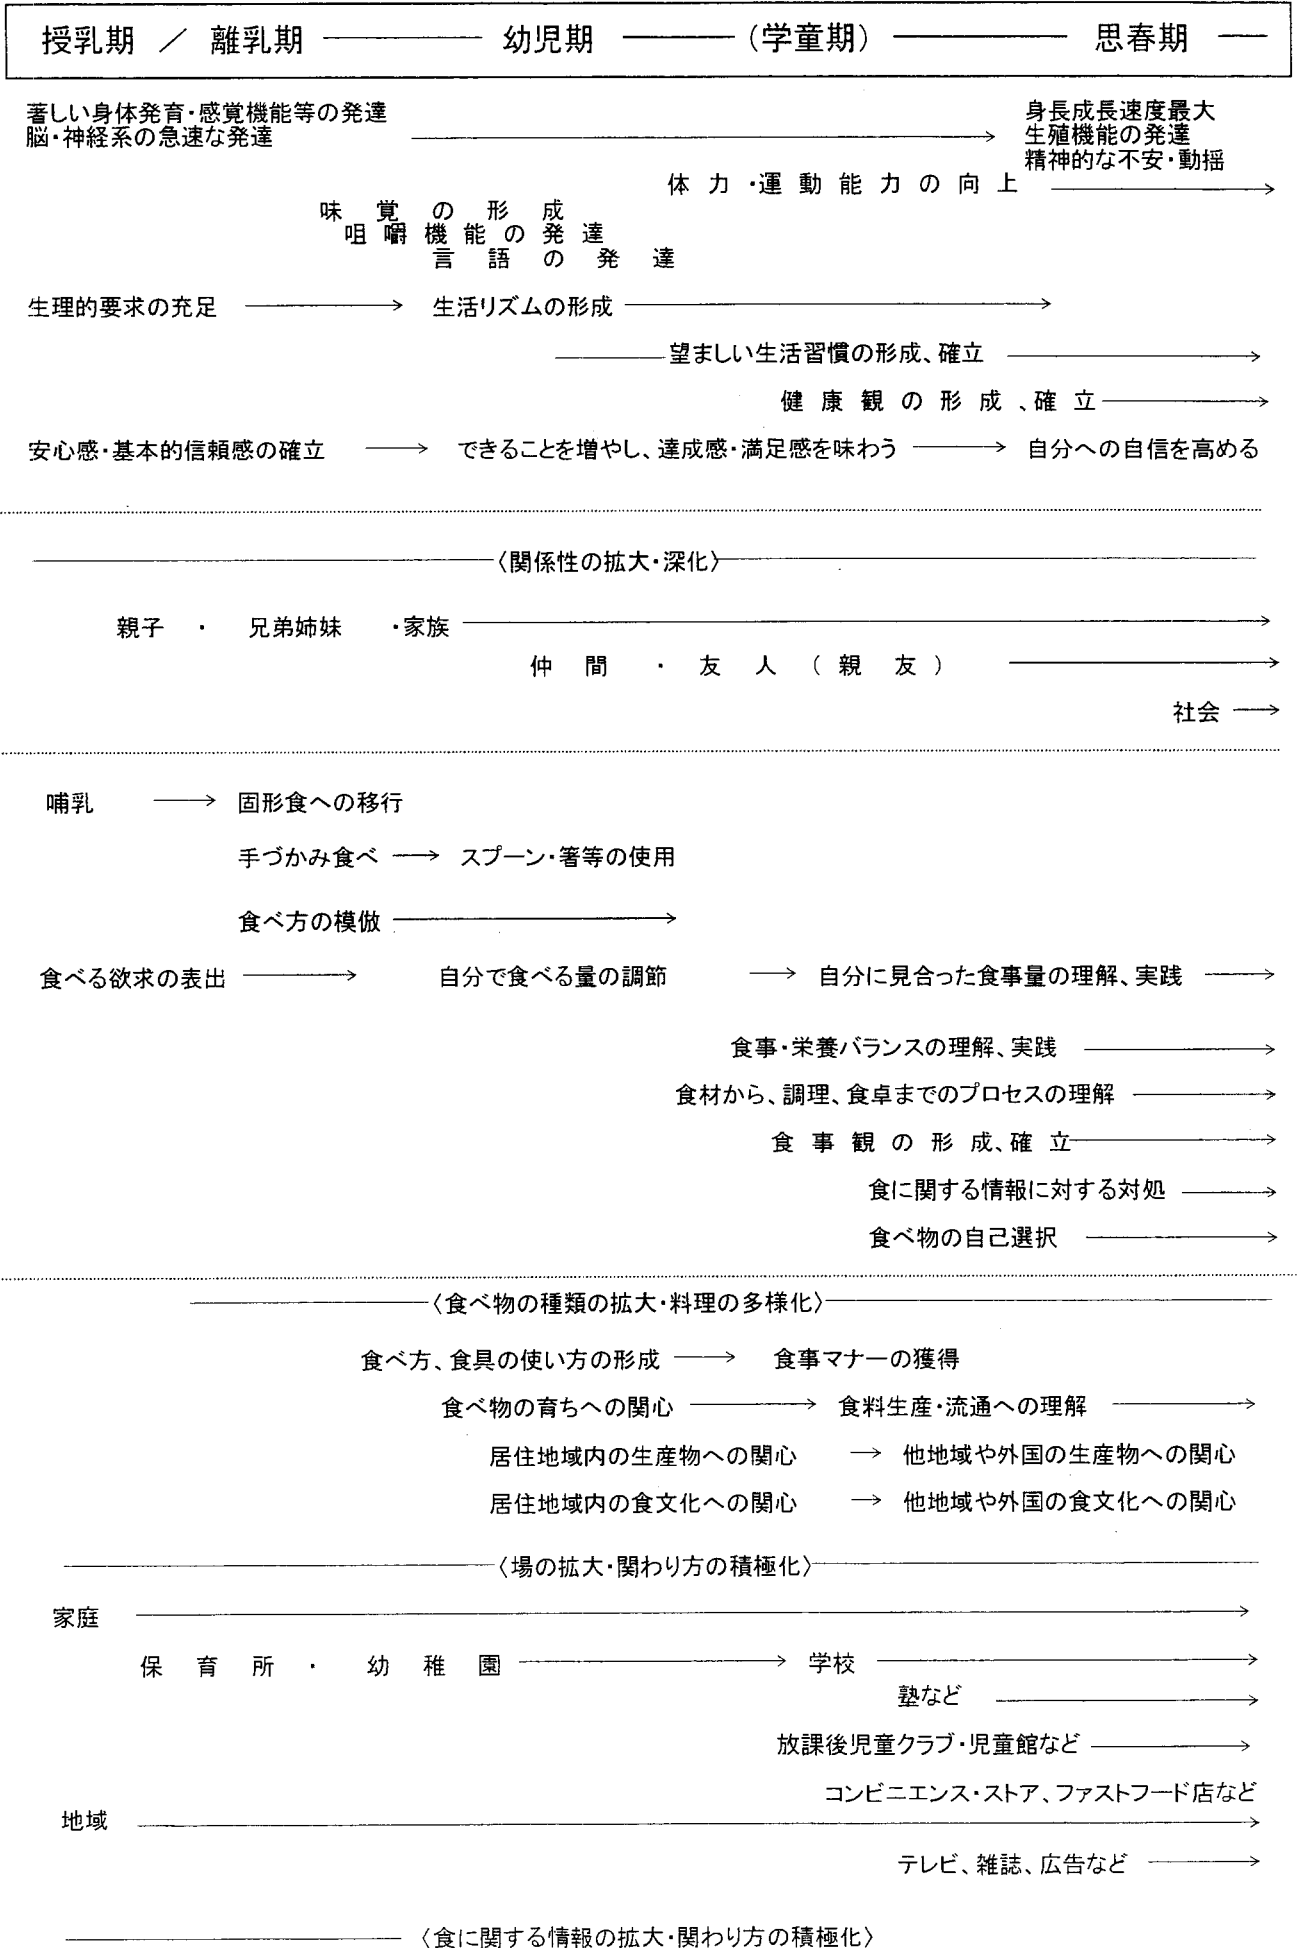 授乳期 ／ 離乳期 ――― 幼児期 ――― (学童期) ――― 思春期 ―
著しい身体発育・感覚機能等の発達
脳・神経系の急速な発達 → 身長成長速度最大
生殖機能の発達
精神的な不安・動揺
体力・運動能力の向上 →
味覚の形成
咀嚼機能の発達
言語の発達
生理的要求の充足 → 生活リズムの形成 →
望ましい生活習慣の形成、確立 →
健康観の形成、確立 →
安心感・基本的信頼感の確立 → できることを増やし、達成感・満足感を味わう → 自分への自信を高める
〈関係性の拡大・深化〉
親子 ・ 兄弟姉妹 ・家族 →
仲間 ・ 友人（親友） →
社会 →
哺乳 → 固形食への移行
手づかみ食べ → スプーン・箸等の使用
食べ方の模倣 →
食べる欲求の表出 → 自分で食べる量の調節 → 自分に見合った食事量の理解、実践 →
食事・栄養バランスの理解、実践 →
食材から、調理、食卓までのプロセスの理解 →
食事観の形成、確立 →
食に関する情報に対する対処 →
食べ物の自己選択 →
〈食べ物の種類の拡大・料理の多様化〉
食べ方、食具の使い方の形成 → 食事マナーの獲得
食べ物の育ちへの関心 → 食料生産・流通への理解 →
居住地域内の生産物への関心 → 他地域や外国の生産物への関心
居住地域内の食文化への関心 → 他地域や外国の食文化への関心
〈場の拡大・関わり方の積極化〉
家庭 →
保育所・幼稚園 → 学校 →
塾など →
放課後児童クラブ・児童館など →
コンビニエンス・ストア、ファストフード店など
地域 →
テレビ、雑誌、広告など →
〈食に関する情報の拡大・関わり方の積極化〉